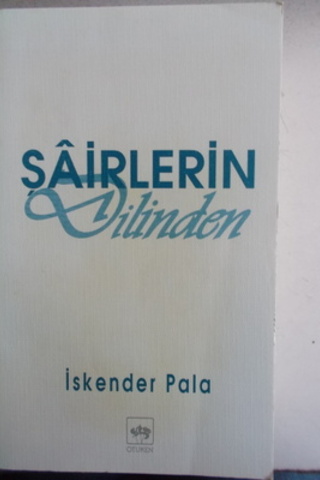 ŞÂİRLERİN
Dilinden
İskender Pala
ÖTÜKEN